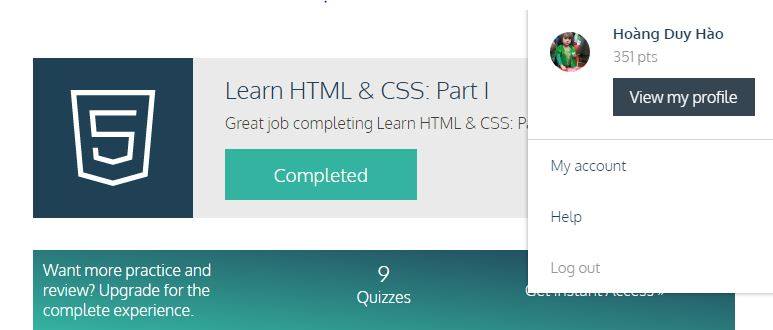 Hoàng Duy Hào
351 pts
View my profile
My account
Help
Log out
5
Learn HTML & CSS: Part I
Great job completing Learn HTML & CSS:
Completed
Want more practice and
review? Upgrade for the
complete experience.
9
Quizzes
Get Instant Access »